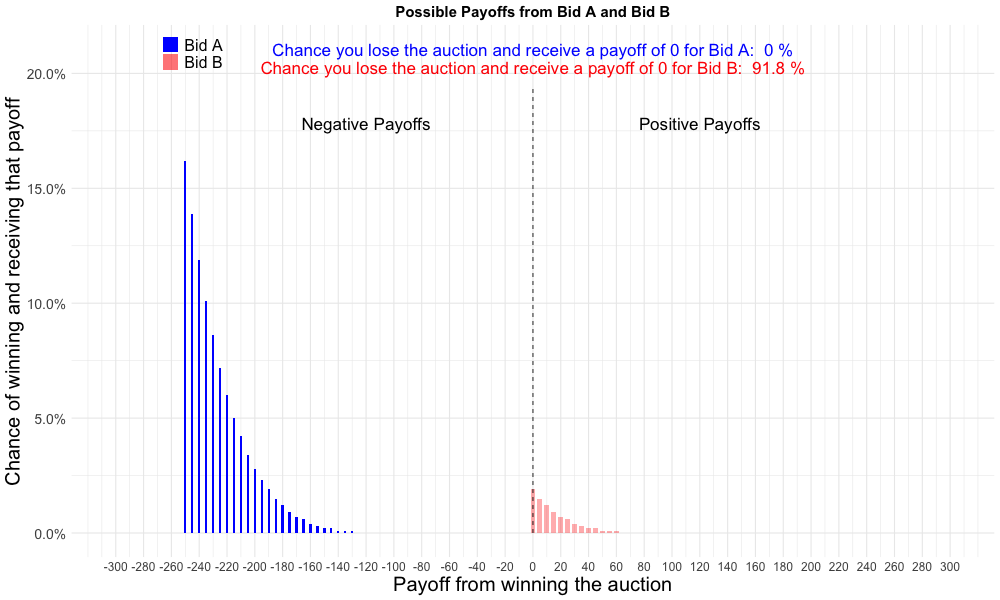 Possible Payoffs from Bid A and Bid B
Bid A
Bid B
Chance you lose the auction and receive a payoff of 0 for Bid A:  0 %
Chance you lose the auction and receive a payoff of 0 for Bid B:  91.8 %
Negative Payoffs
Positive Payoffs
Chance of winning and receiving that payoff
20.0%
15.0%
10.0%
5.0%
0.0%
-300 -280 -260 -240 -220 -200 -180 -160 -140 -120 -100 -80 -60 -40 -20 0 20 40 60 80 100 120 140 160 180 200 220 240 260 280 300
Payoff from winning the auction